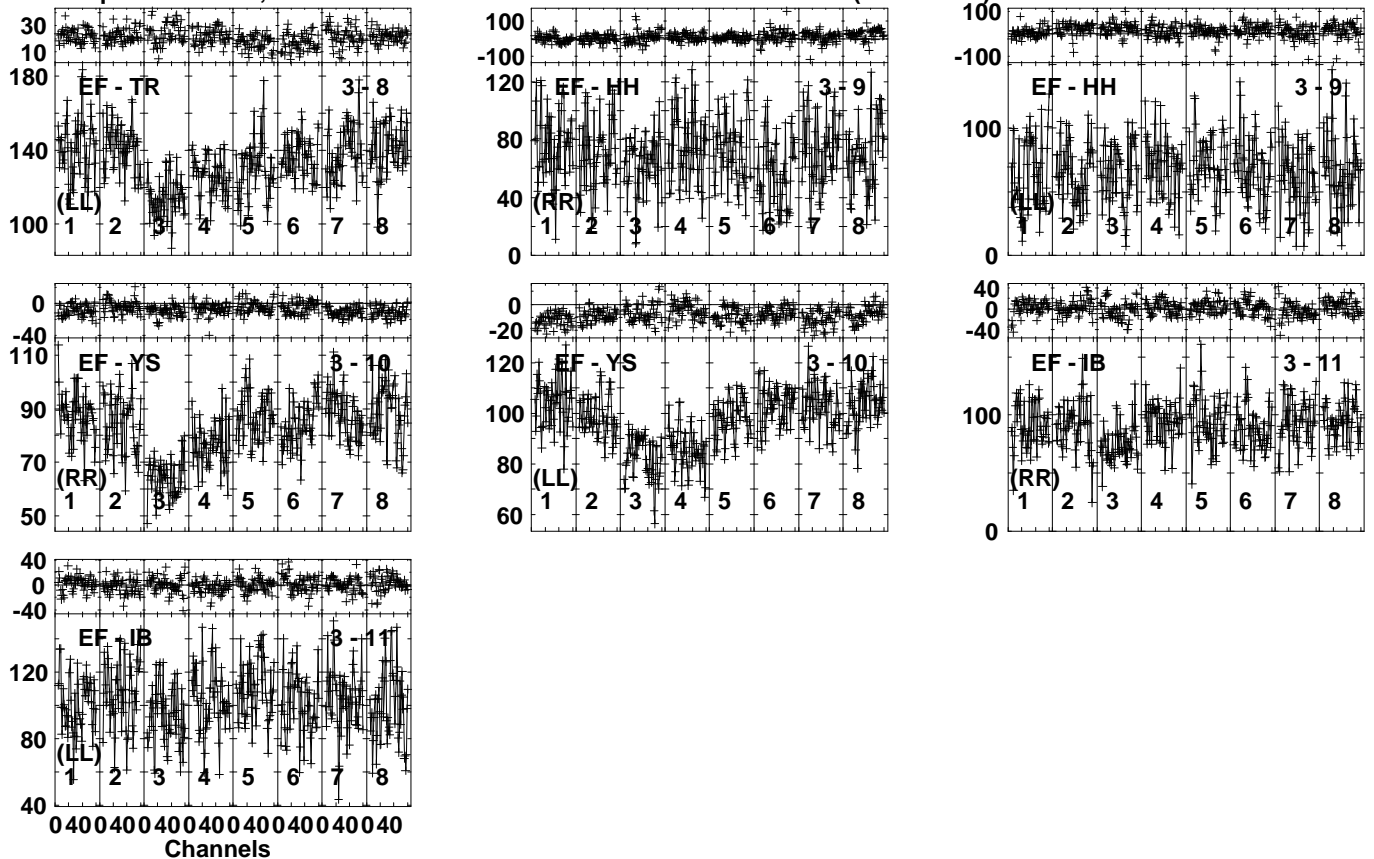 30
10
180
140
100
EF - TR 3 - 8
(LL)
1 2 3 4 5 6 7 8
100
-100
120
80
40
0
EF - HH 3 - 9
(RR)
1 2 3 4 5 6 7 8
100
-100
100
0
EF - HH 3 - 9
(LL)
1 2 3 4 5 6 7 8
0
-40
110
90
70
50
EF - YS 3 - 10
(RR)
1 2 3 4 5 6 7 8
0
-20
120
100
80
60
EF - YS 3 - 10
(LL)
1 2 3 4 5 6 7 8
40
0
-40
100
0
EF - IB 3 - 11
(RR)
1 2 3 4 5 6 7 8
40
0
-40
120
80
40
EF - IB 3 - 11
(LL)
1 2 3 4 5 6 7 8
0 40 0 40 0 40 0 40 0 40 0 40 0 40 0 40
Channels